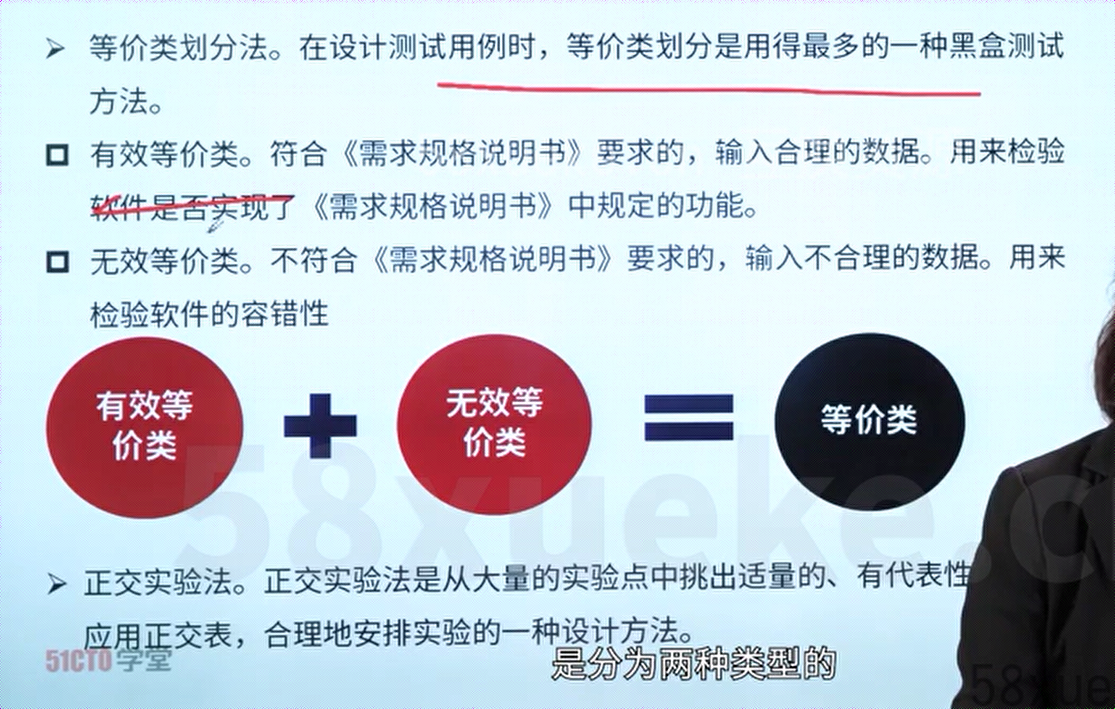 ➢ 等价类划分法。在设计测试用例时，等价类划分是用得最多的一种黑盒测试
方法。
有效等价类。符合《需求规格说明书》要求的，输入合理的数据。用来检验
软件是否实现了《需求规格说明书》中规定的功能。
无效等价类。不符合《需求规格说明书》要求的，输入不合理的数据。用来
检验软件的容错性
有效等
价类
无效等
价类
等价类
58xueke.c
➢ 正交实验法。正交实验法是从大量的实验点中挑出适量的、有代表性
应用正交表，合理地安排实验的一种设计方法。
51CTO学堂
是分为两种类型的
58xue